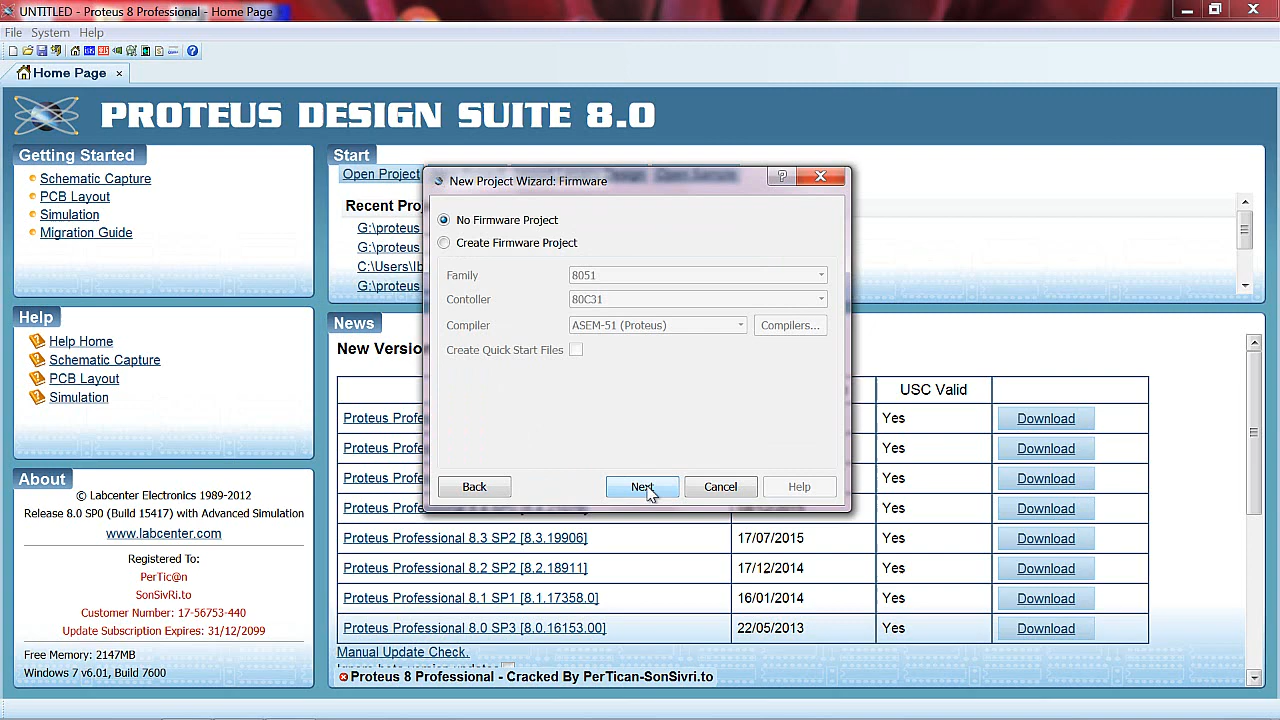 UNTITLED - Proteus 8 Professional - Home Page
File System Help
Home Page
PROTEUS DESIGN SUITE 8.0
Getting Started
Schematic Capture
PCB Layout
Simulation
Migration Guide
Help
Help Home
Schematic Capture
PCB Layout
Simulation
About
© Labcenter Electronics 1989-2012
Release 8.0 SP0 (Build 15417) with Advanced Simulation
www.labcenter.com
Registered To:
PerTic@n
SonSivRi.to
Customer Number: 17-56753-440
Update Subscription Expires: 31/12/2099
Free Memory: 2147MB
Windows 7 v6.01, Build 7600
Start
Open Project
Open Sample
Recent Pro
G:\proteus
G:\proteus
C:\Users\Ib
G:\proteus
New Project Wizard: Firmware
No Firmware Project
Create Firmware Project
Family 8051
Contoller 80C31
Compiler ASEM-51 (Proteus) Compilers...
Create Quick Start Files
Back Next Cancel Help
News
New Versio
USC Valid
Proteus Profe Yes Download
Proteus Profe Yes Download
Proteus Profe Yes Download
Proteus Yes Download
Proteus Professional 8.3 SP2 [8.3.19906] 17/07/2015 Yes Download
Proteus Professional 8.2 SP2 [8.2.18911] 17/12/2014 Yes Download
Proteus Professional 8.1 SP1 [8.1.17358.0] 16/01/2014 Yes Download
Proteus Professional 8.0 SP3 [8.0.16153.00] 22/05/2013 Yes Download
Manual Update Check.
Proteus 8 Professional - Cracked By PerTican-SonSivri.to